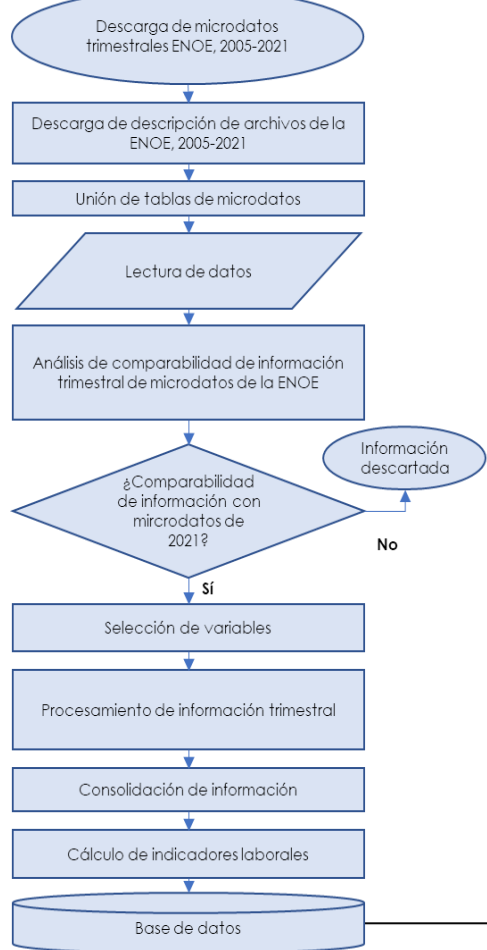 Descarga de microdatos
trimestrales ENOE, 2005-2021
Descarga de descripción de archivos de la
ENOE, 2005-2021
Unión de tablas de microdatos
Lectura de datos
Análisis de comparabilidad de información
trimestral de microdatos de la ENOE
¿Comparabilidad
de información con
mircrodatos de
2021?
Información
descartada
No
Sí
Selección de variables
Procesamiento de información trimestral
Consolidación de información
Cálculo de indicadores laborales
Base de datos